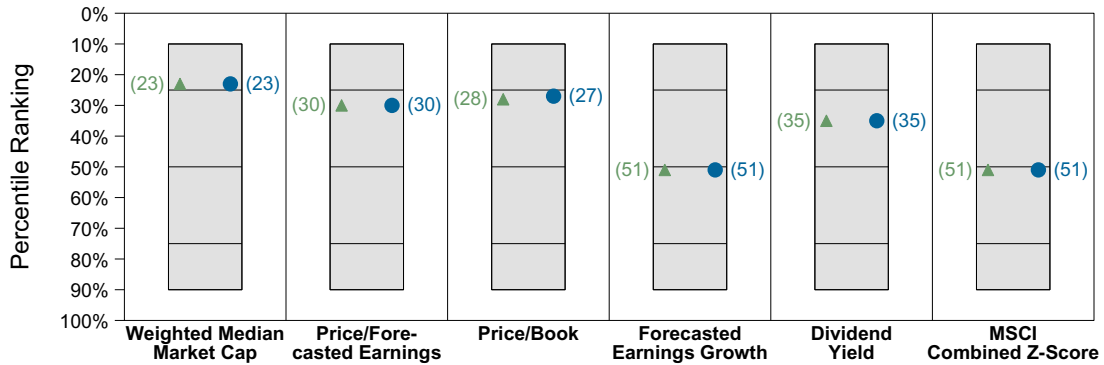 Percentile Ranking
0%
10%
20%
30%
40%
50%
60%
70%
80%
90%
100%
(23) (23)
(30) (30)
(28) (27)
(51) (51)
(35) (35)
(51) (51)
Weighted Median
Market Cap
Price/Fore-
casted Earnings
Price/Book
Forecasted
Earnings Growth
Dividend
Yield
MSCI
Combined Z-Score